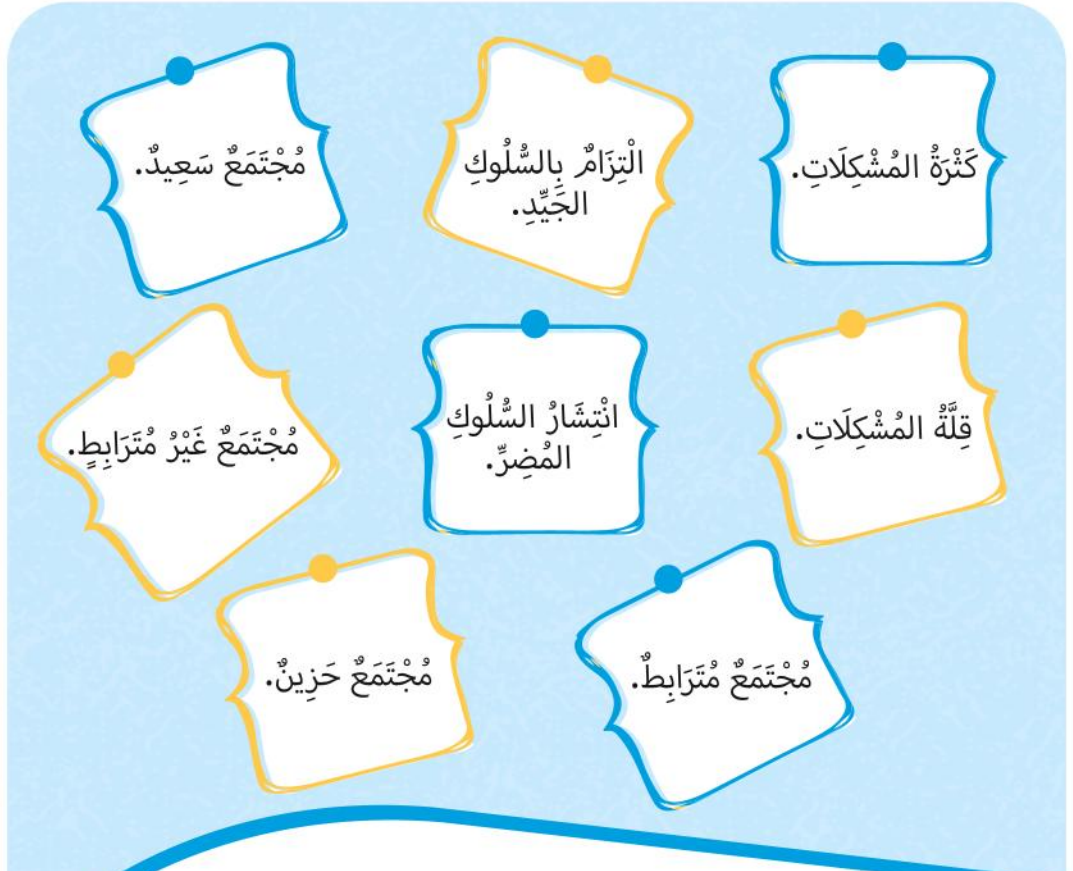 كَثْرَةُ المُشْكِلَاتِ.
الْتِزَامٌ بِالسُّلُوكِ
الجَيِّدِ.
مُجْتَمَعٌ سَعِيدٌ.
قِلَّةُ المُشْكِلَاتِ.
انْتِشَارُ السُّلُوكِ
المُضِرِّ.
مُجْتَمَعٌ غَيْرُ مُتَرَابِطٍ.
مُجْتَمَعٌ مُتَرَابِطٌ.
مُجْتَمَعٌ حَزِينٌ.